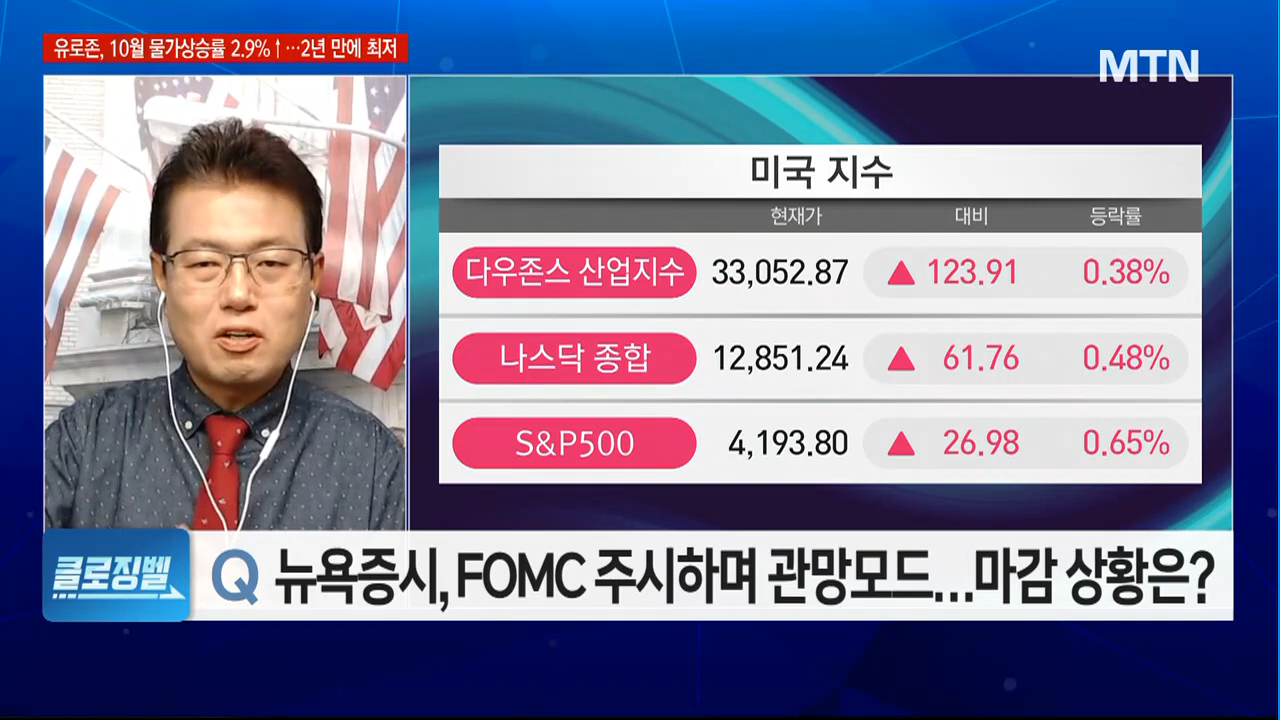 유로존, 10월 물가상승률 2.9%↑…2년 만에 최저
MTN
미국 지수
현재가 대비 등락률
다우존스 산업지수 33,052.87 ▲ 123.91 0.38%
나스닥 종합 12,851.24 ▲ 61.76 0.48%
S&P500 4,193.80 ▲ 26.98 0.65%
클로징벨
Q 뉴욕증시, FOMC 주시하며 관망모드…마감 상황은?